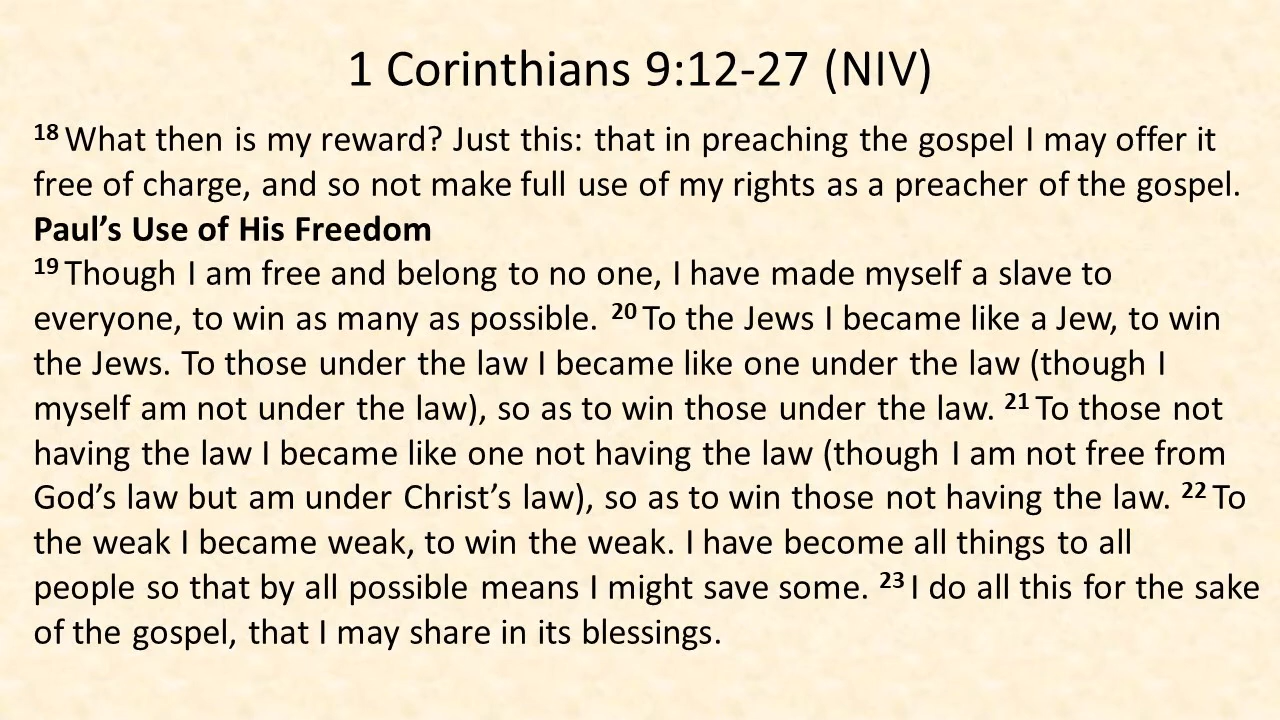 1 Corinthians 9:12-27 (NIV)
18 What then is my reward? Just this: that in preaching the gospel I may offer it
free of charge, and so not make full use of my rights as a preacher of the gospel.
Paul’s Use of His Freedom
19 Though I am free and belong to no one, I have made myself a slave to
everyone, to win as many as possible. 20 To the Jews I became like a Jew, to win
the Jews. To those under the law I became like one under the law (though I
myself am not under the law), so as to win those under the law. 21 To those not
having the law I became like one not having the law (though I am not free from
God’s law but am under Christ’s law), so as to win those not having the law. 22 To
the weak I became weak, to win the weak. I have become all things to all
people so that by all possible means I might save some. 23 I do all this for the sake
of the gospel, that I may share in its blessings.